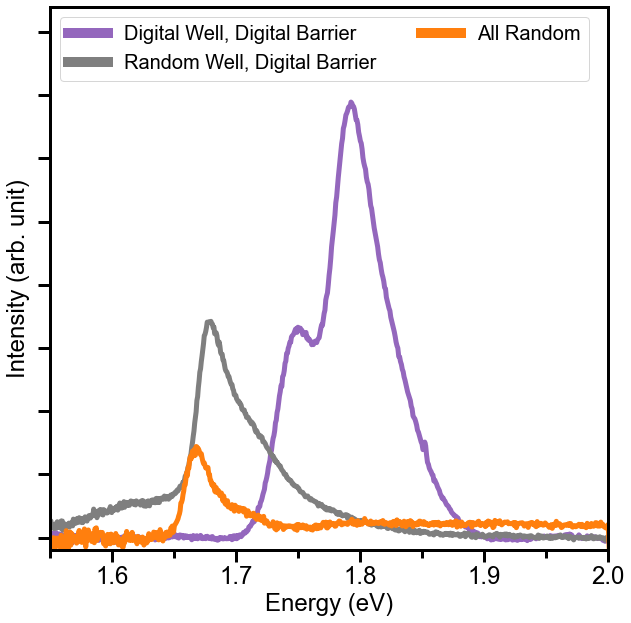 Digital Well, Digital Barrier
All Random
Random Well, Digital Barrier
Intensity (arb. unit)
1.6 1.7 1.8 1.9 2.0
Energy (eV)